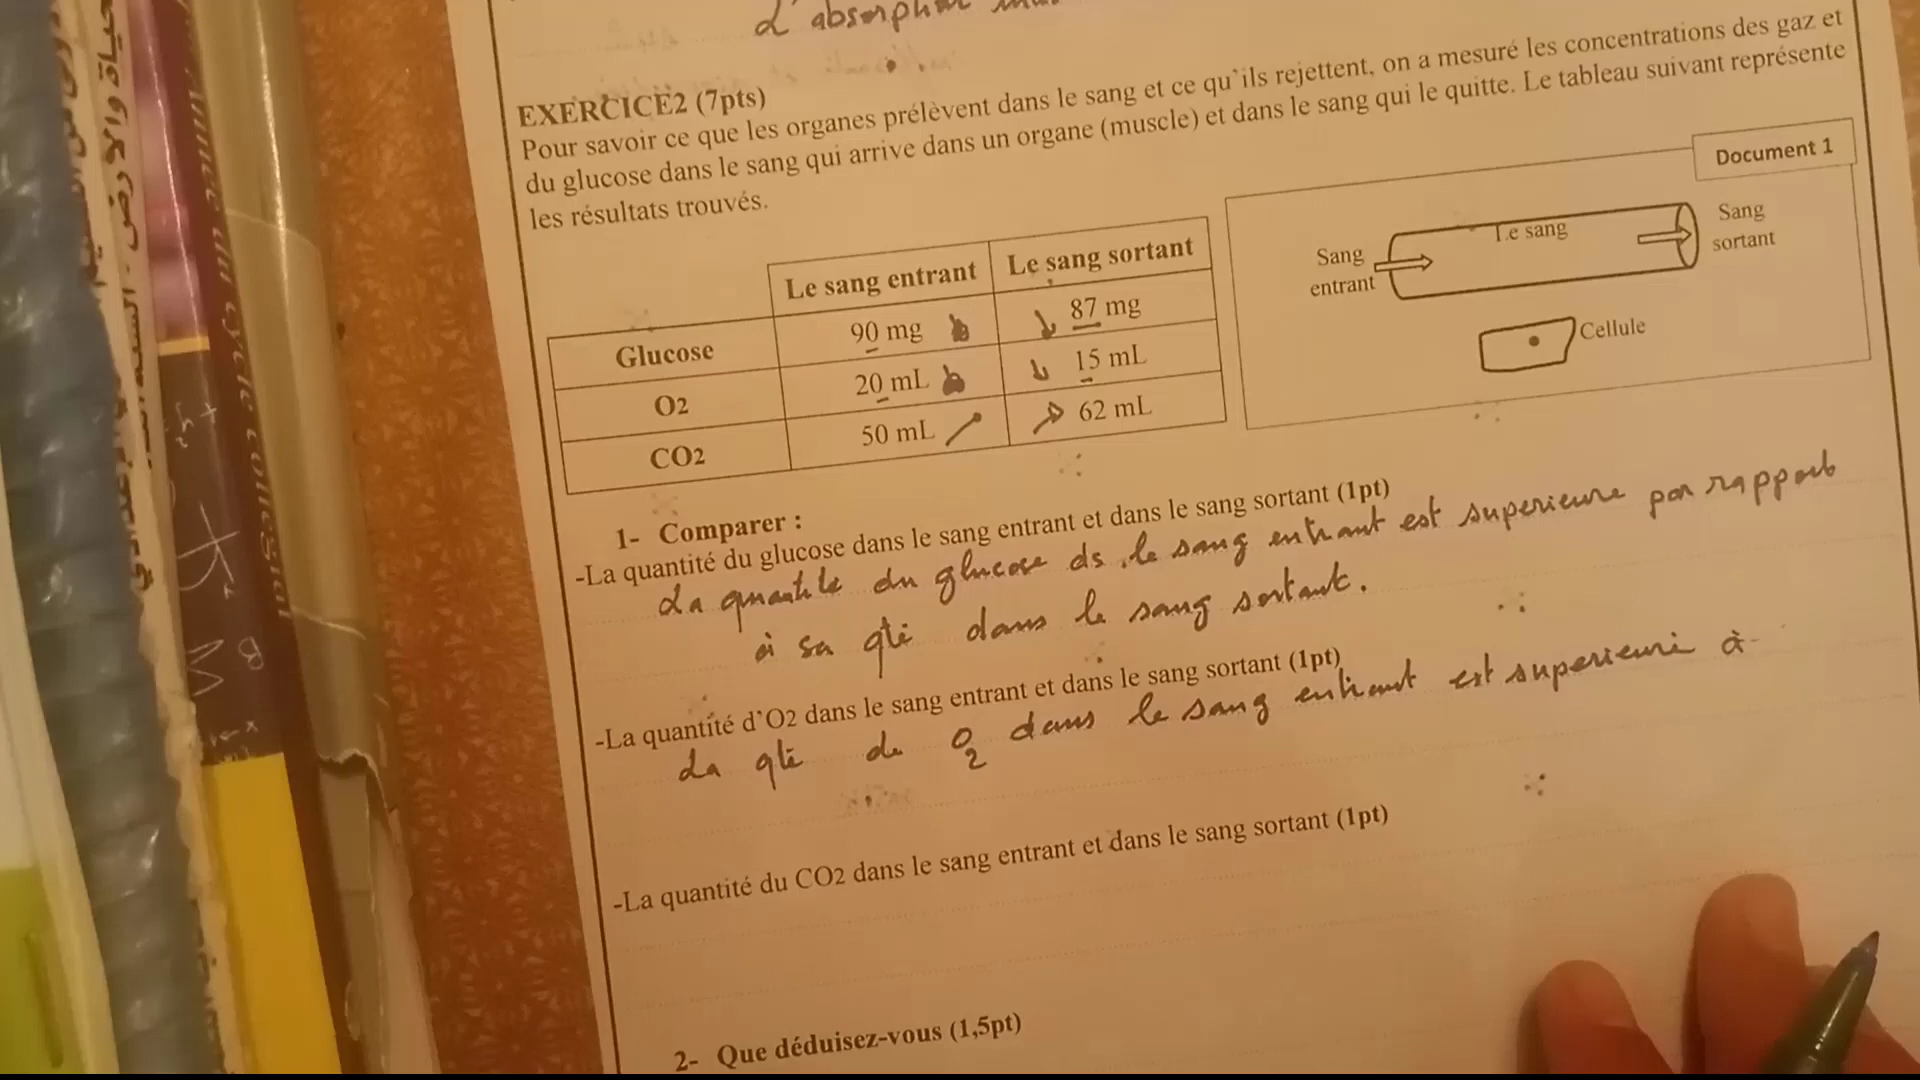 d'absorption
EXERCICE2 (7pts)
Pour savoir ce que les organes prélèvent dans le sang et ce qu'ils rejettent, on a mesuré les concentrations des gaz et
du glucose dans le sang qui arrive dans un organe (muscle) et dans le sang qui le quitte. Le tableau suivant représente
les résultats trouvés.
Le sang entrant Le sang sortant
Glucose 90 mg 87 mg
O2 20 mL 15 mL
CO2 50 mL 62 mL
Document 1
Sang
entrant
Le sang
Sang
sortant
Cellule
1- Comparer :
-La quantité du glucose dans le sang entrant et dans le sang sortant (1pt)
La quantité du glucose ds le sang entrant est superieure par rapport
à sa qté dans le sang sortant.
-La quantité d'O2 dans le sang entrant et dans le sang sortant (1pt)
La qté de O2 dans le sang entrant est superieure à
-La quantité du CO2 dans le sang entrant et dans le sang sortant (1pt)
2- Que déduisez-vous (1,5pt)